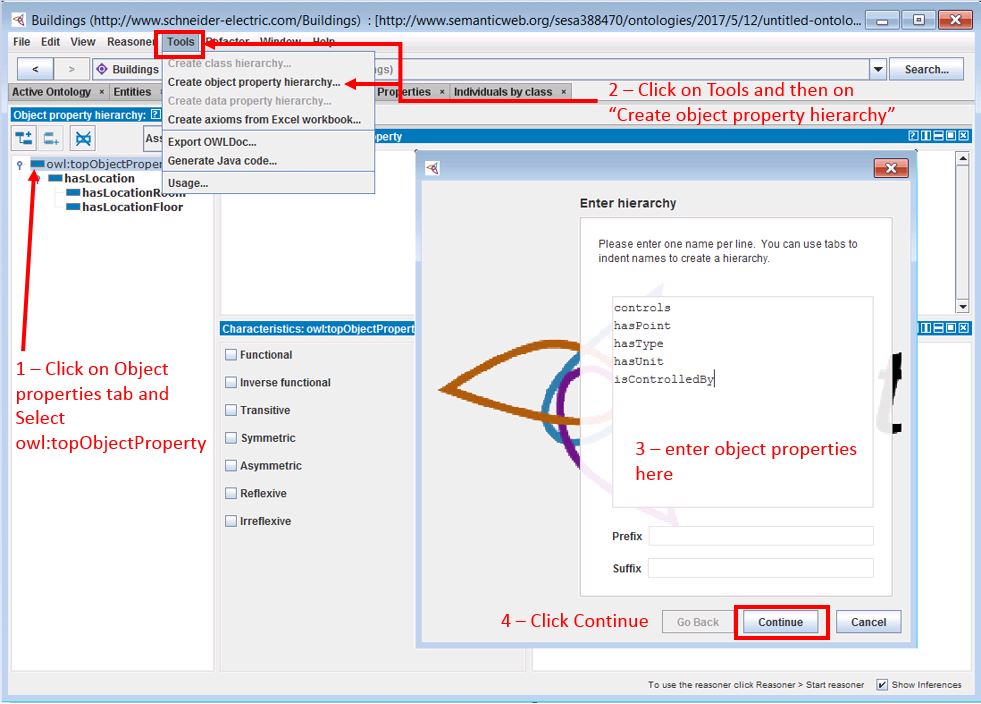 Buildings (http://www.schneider-electric.com/Buildings) : [http://www.semanticweb.org/sesa388470/ontologies/2017/5/12/untitled-ontolo...
File Edit View Reasoner Tools Refactor Window Help
< > Buildings
Search...
Active Ontology × Entities Properties × Individuals by class ×
Create class hierarchy...
Create object property hierarchy...
Create data property hierarchy...
Create axioms from Excel workbook...
Export OWLDoc...
Generate Java code...
Usage...
2 – Click on Tools and then on
“Create object property hierarchy”
Object property hierarchy:
owl:topObjectProper
hasLocation
hasLocationRoom
hasLocationFloor
1 – Click on Object
properties tab and
Select
owl:topObjectProperty
Characteristics: owl:topObjectPropert
Functional
Inverse functional
Transitive
Symmetric
Asymmetric
Reflexive
Irreflexive
Enter hierarchy
Please enter one name per line. You can use tabs to
indent names to create a hierarchy.
controls
hasPoint
hasType
hasUnit
isControlledBy
3 – enter object properties
here
Prefix
Suffix
4 – Click Continue
Go Back Continue Cancel
To use the reasoner click Reasoner > Start reasoner Show Inferences